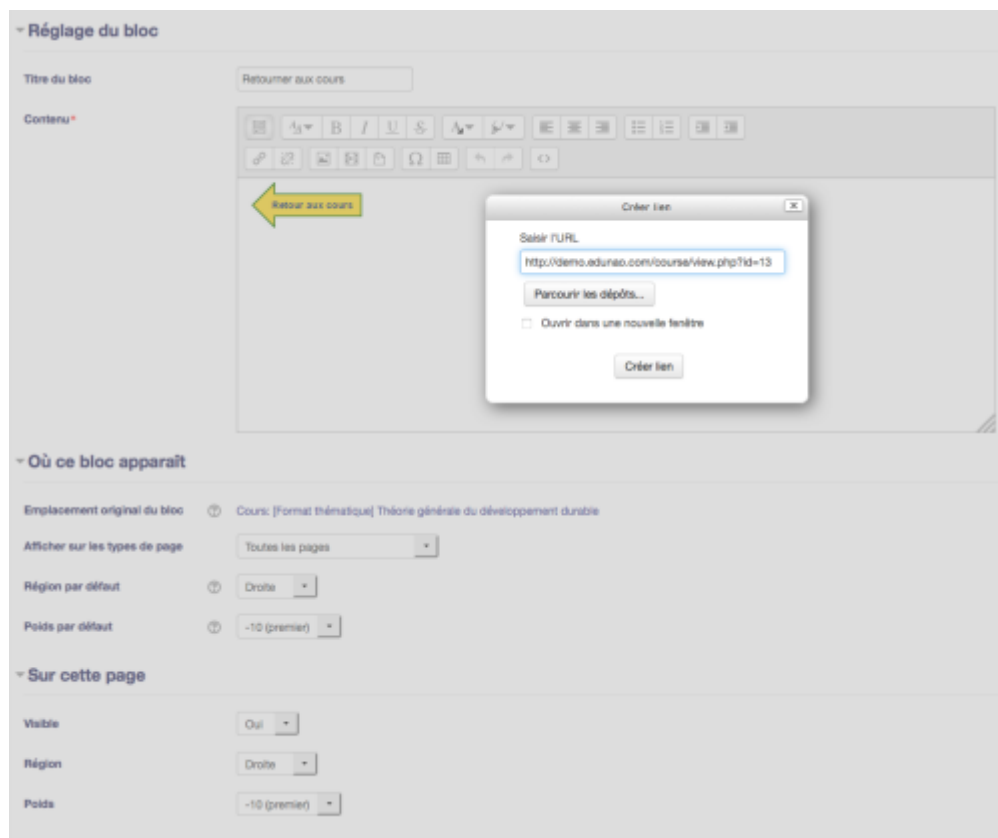 Réglage du bloc
Titre du bloc
Retourner aux cours
Contenu*
B I U S
Retour aux cours
Créer lien
Saisir l'URL
http://demo.edunao.com/course/view.php?id=13
Parcourir les dépôts...
Ouvrir dans une nouvelle fenêtre
Créer lien
Où ce bloc apparaît
Emplacement original du bloc
Cours: [Format thématique] Théorie générale du développement durable
Afficher sur les types de page
Toutes les pages
Région par défaut
Droite
Poids par défaut
-10 (premier)
Sur cette page
Visible
Oui
Région
Droite
Poids
-10 (premier)